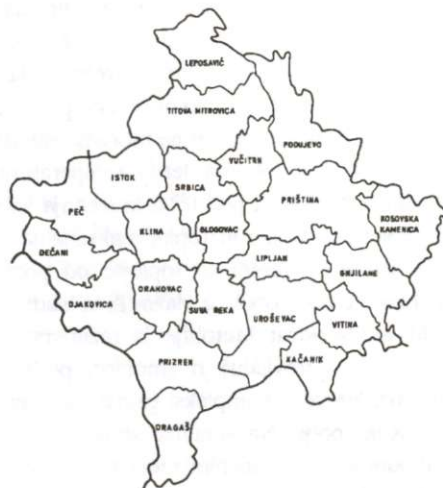 LEPOSAVIĆ
TITOVA MITROVICA
PODUJEVO
VUČITRN
ISTOK
SRBICA
PEČ
PRIŠTINA
KOSOVSKA
KAMENICA
KLINA
GLOGOVAC
DEČANI
LIPLJAN
GNJILANE
DJAKOVICA
ORAHOVAC
SUVA REKA
UROŠEVAC
VITINA
PRIZREN
KAČANIK
DRAGAŠ